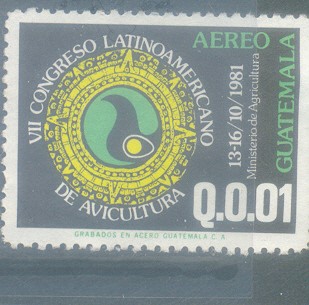 VII CONGRESO LATINOAMERICANO
DE AVICULTURA
AEREO
GUATEMALA
13-16/10/1981
Ministerio de Agricultura
Q.0.01
GRABADOS EN ACERO GUATEMALA C. A.